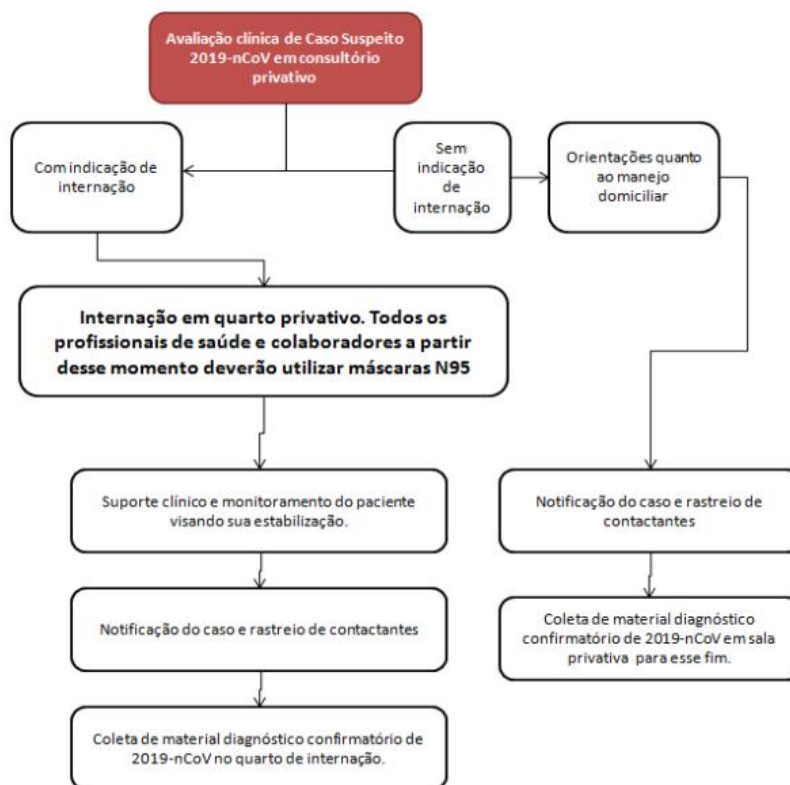 Avaliação clínica de Caso Suspeito
2019-nCoV em consultório
privativo
Com indicação de
internação
Sem
indicação
de
internação
Orientações quanto
ao manejo
domiciliar
Internação em quarto privativo. Todos os
profissionais de saúde e colaboradores a partir
desse momento deverão utilizar máscaras N95
Suporte clínico e monitoramento do paciente
visando sua estabilização.
Notificação do caso e rastreio de contactantes
Coleta de material diagnóstico confirmatório de
2019-nCoV no quarto de internação.
Notificação do caso e rastreio de
contactantes
Coleta de material diagnóstico
confirmatório de 2019-nCoV em sala
privativa para esse fim.